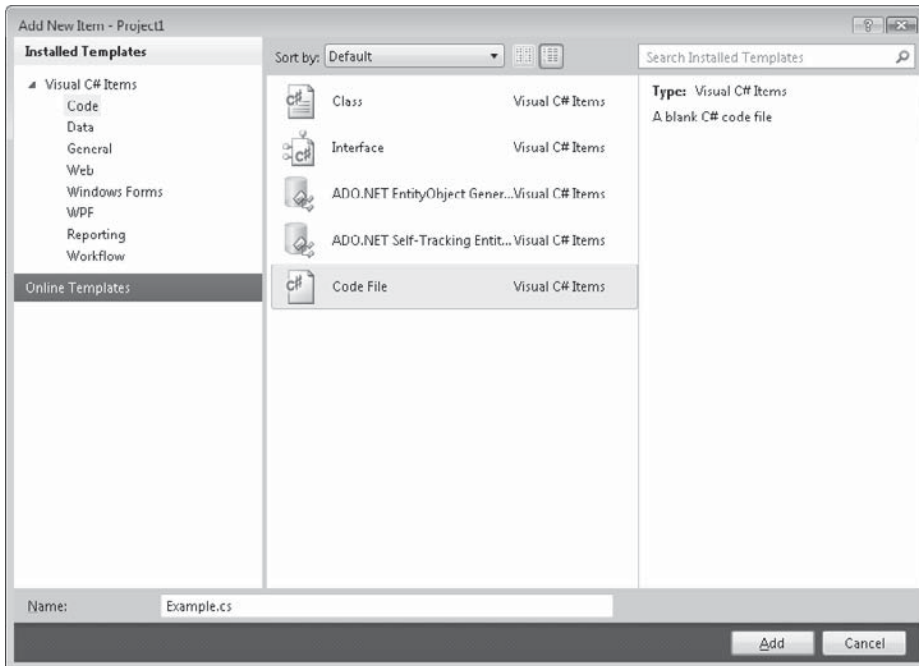 Add New Item - Project1
Installed Templates
Visual C# Items
Code
Data
General
Web
Windows Forms
WPF
Reporting
Workflow
Online Templates
Sort by: Default
Class Visual C# Items
Interface Visual C# Items
ADO.NET EntityObject Gener... Visual C# Items
ADO.NET Self-Tracking Entit... Visual C# Items
Code File Visual C# Items
Search Installed Templates
Type: Visual C# Items
A blank C# code file
Name: Example.cs
Add Cancel